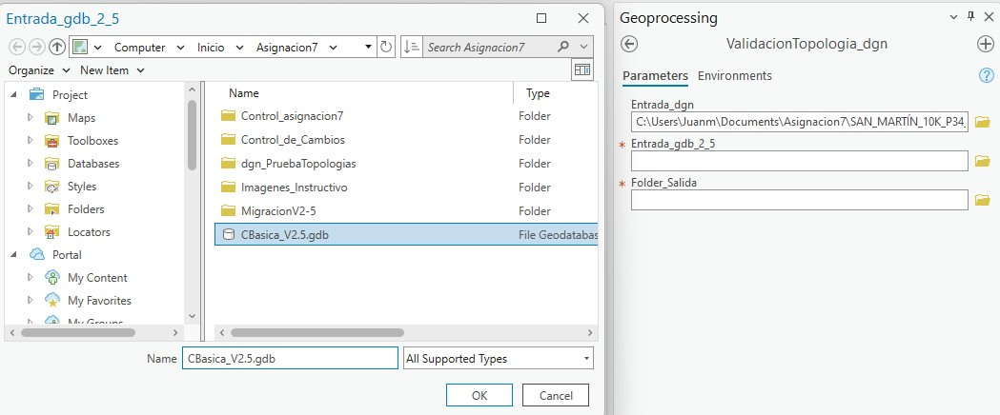 Entrada_gdb_2_5
Computer Inicio Asignacion7
Search Asignacion7
Organize New Item
Project
Maps
Toolboxes
Databases
Styles
Folders
Locators
Portal
My Content
My Favorites
My Groups
Name Type
Control_asignacion7 Folder
Control_de_Cambios Folder
dgn_PruebaTopologias Folder
Imagenes_Instructivo Folder
MigracionV2-5 Folder
CBasica_V2.5.gdb File Geodatabas
Name CBasica_V2.5.gdb All Supported Types
OK Cancel
Geoprocessing
ValidacionTopologia_dgn
Parameters Environments
Entrada_dgn
C:\Users\Juanm\Documents\Asignacion7\SAN_MARTÍN_10K_P34_
* Entrada_gdb_2_5
* Folder_Salida